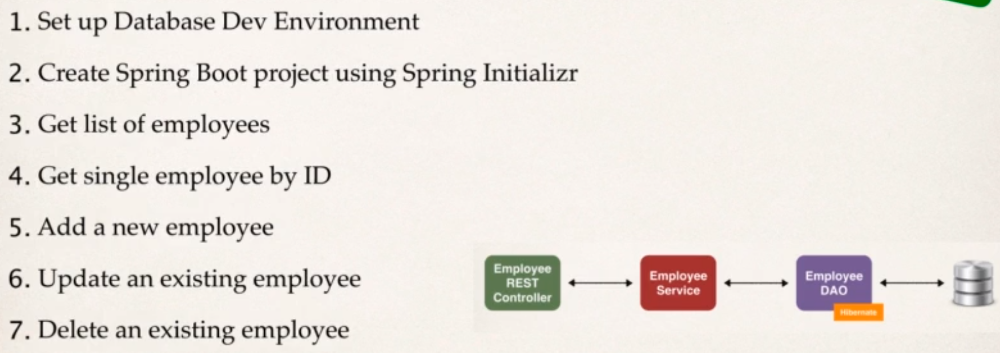 1. Set up Database Dev Environment
2. Create Spring Boot project using Spring Initializr
3. Get list of employees
4. Get single employee by ID
5. Add a new employee
6. Update an existing employee
7. Delete an existing employee
Employee
REST
Controller
Employee
Service
Employee
DAO
Hibernate